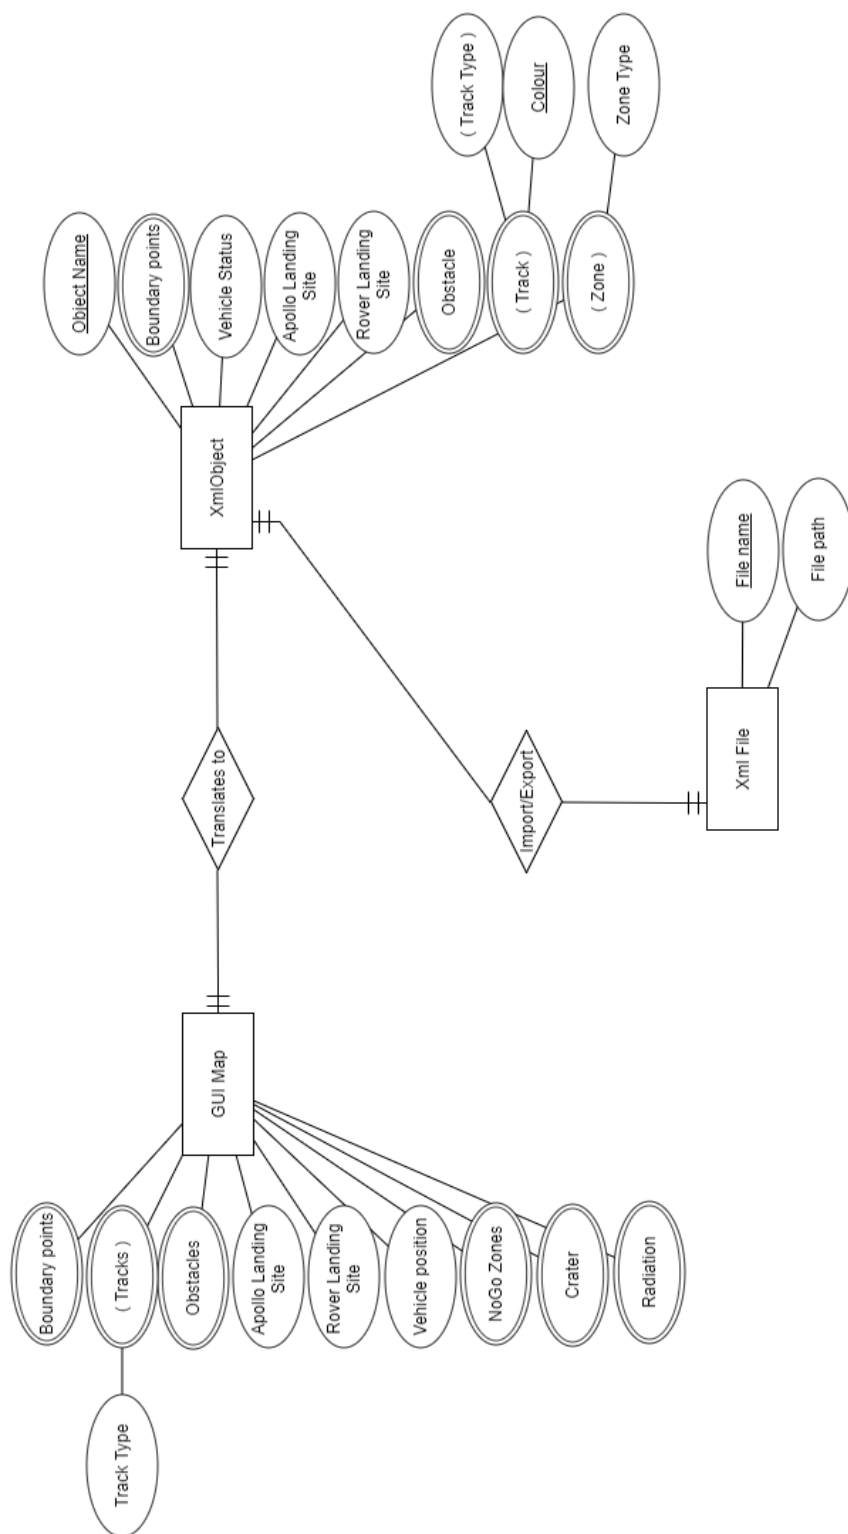 Track Type
Boundary points
( Tracks )
Obstacles
Apollo Landing
Site
Rover Landing
Site
Vehicle position
NoGo Zones
Crater
Radiation
GUI Map
Translates to
Import/Export
XmlObject
Object Name
Boundary points
Vehicle Status
Apollo Landing
Site
Rover Landing
Site
Obstacle
( Track )
( Zone )
( Track Type )
Colour
Zone Type
Xml File
File name
File path